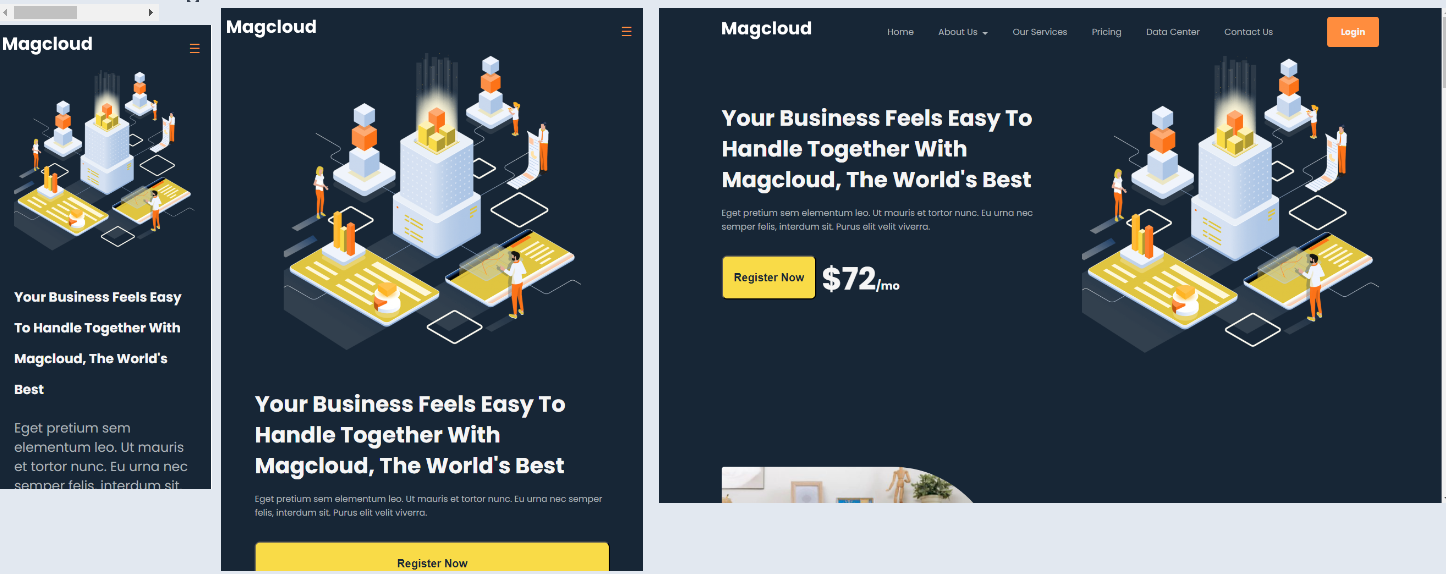 Magcloud
☰
Your Business Feels Easy
To Handle Together With
Magcloud, The World's
Best
Eget pretium sem
elementum leo. Ut mauris
et tortor nunc. Eu urna nec
semper felis, interdum sit.
Magcloud
☰
Your Business Feels Easy To
Handle Together With
Magcloud, The World's Best
Eget pretium sem elementum leo. Ut mauris et tortor nunc. Eu urna nec semper
felis, interdum sit. Purus elit velit viverra.
Register Now
Magcloud Home About Us Our Services Pricing Data Center Contact Us Login
Your Business Feels Easy To
Handle Together With
Magcloud, The World's Best
Eget pretium sem elementum leo. Ut mauris et tortor nunc. Eu urna nec
semper felis, interdum sit. Purus elit velit viverra.
Register Now $72/mo